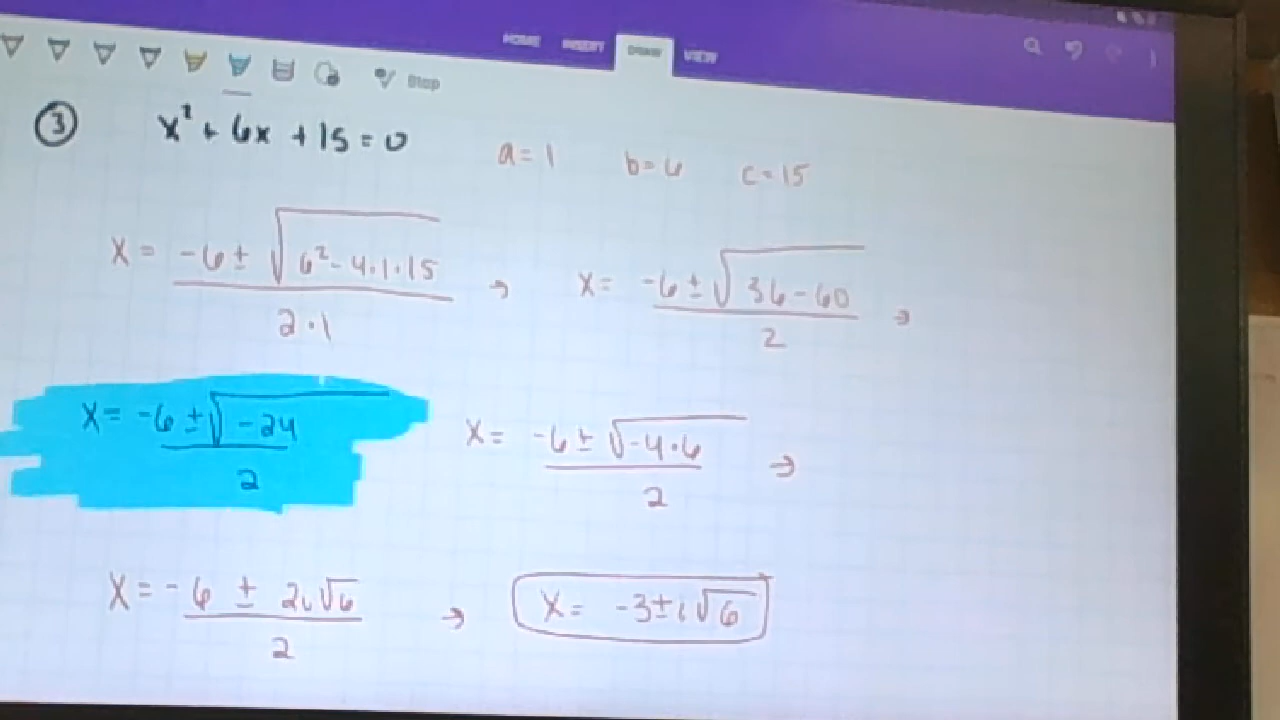 HOME INSERT DRAW VIEW
Stop
③ x² + 6x + 15 = 0
a = 1 b = 6 c = 15
x = (-6 ± √(6² - 4·1·15)) / (2·1) → x = (-6 ± √(36 - 60)) / 2 →
x = (-6 ± √(-24)) / 2 x = (-6 ± √(-4·6)) / 2 →
x = (-6 ± 2i√6) / 2 → x = -3 ± i√6